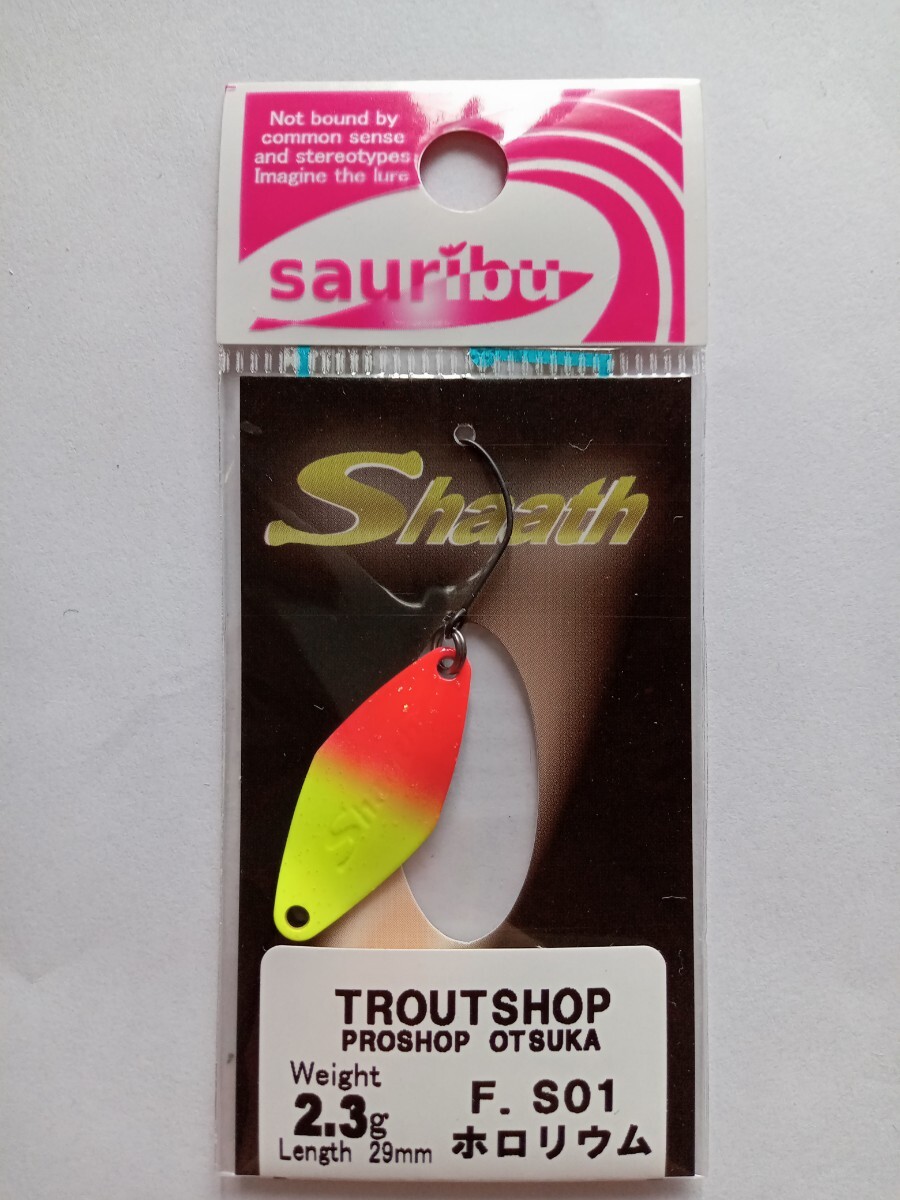 Not bound by
common sense
and stereotypes
Imagine the lure
sauribu
Shaath
TROUTSHOP
PROSHOP OTSUKA
Weight
2.3g
Length 29mm
F. S01
ホロリウム